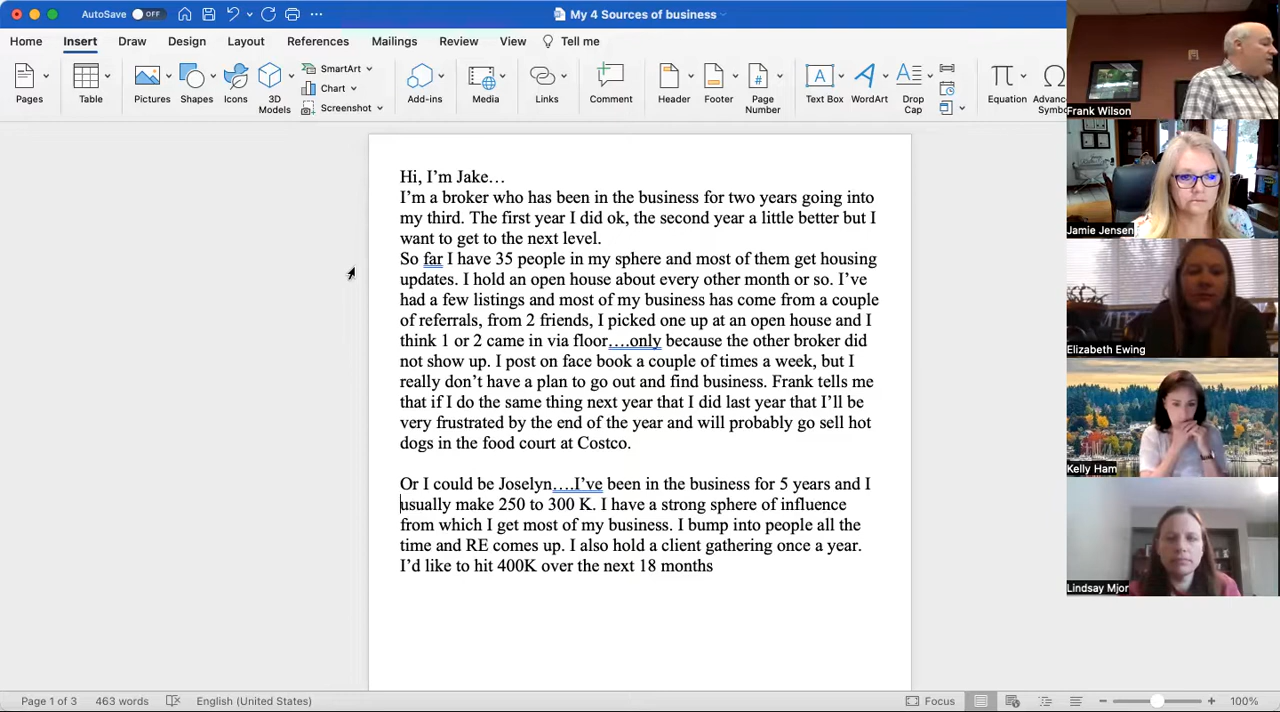 AutoSave OFF
My 4 Sources of business
Home Insert Draw Design Layout References Mailings Review View Tell me
Pages
Table
Pictures
Shapes
Icons
3D Models
SmartArt
Chart
Screenshot
Add-ins
Media
Links
Comment
Header
Footer
Page Number
Text Box
WordArt
Drop Cap
Equation
Hi, I’m Jake…
I’m a broker who has been in the business for two years going into
my third. The first year I did ok, the second year a little better but I
want to get to the next level.
So far I have 35 people in my sphere and most of them get housing
updates. I hold an open house about every other month or so. I’ve
had a few listings and most of my business has come from a couple
of referrals, from 2 friends, I picked one up at an open house and I
think 1 or 2 came in via floor….only because the other broker did
not show up. I post on face book a couple of times a week, but I
really don’t have a plan to go out and find business. Frank tells me
that if I do the same thing next year that I did last year that I’ll be
very frustrated by the end of the year and will probably go sell hot
dogs in the food court at Costco.
Or I could be Joselyn….I’ve been in the business for 5 years and I
usually make 250 to 300 K. I have a strong sphere of influence
from which I get most of my business. I bump into people all the
time and RE comes up. I also hold a client gathering once a year.
I’d like to hit 400K over the next 18 months
Page 1 of 3 463 words English (United States) Focus 100%
Frank Wilson
Jamie Jensen
Elizabeth Ewing
Kelly Ham
Lindsay Mjor